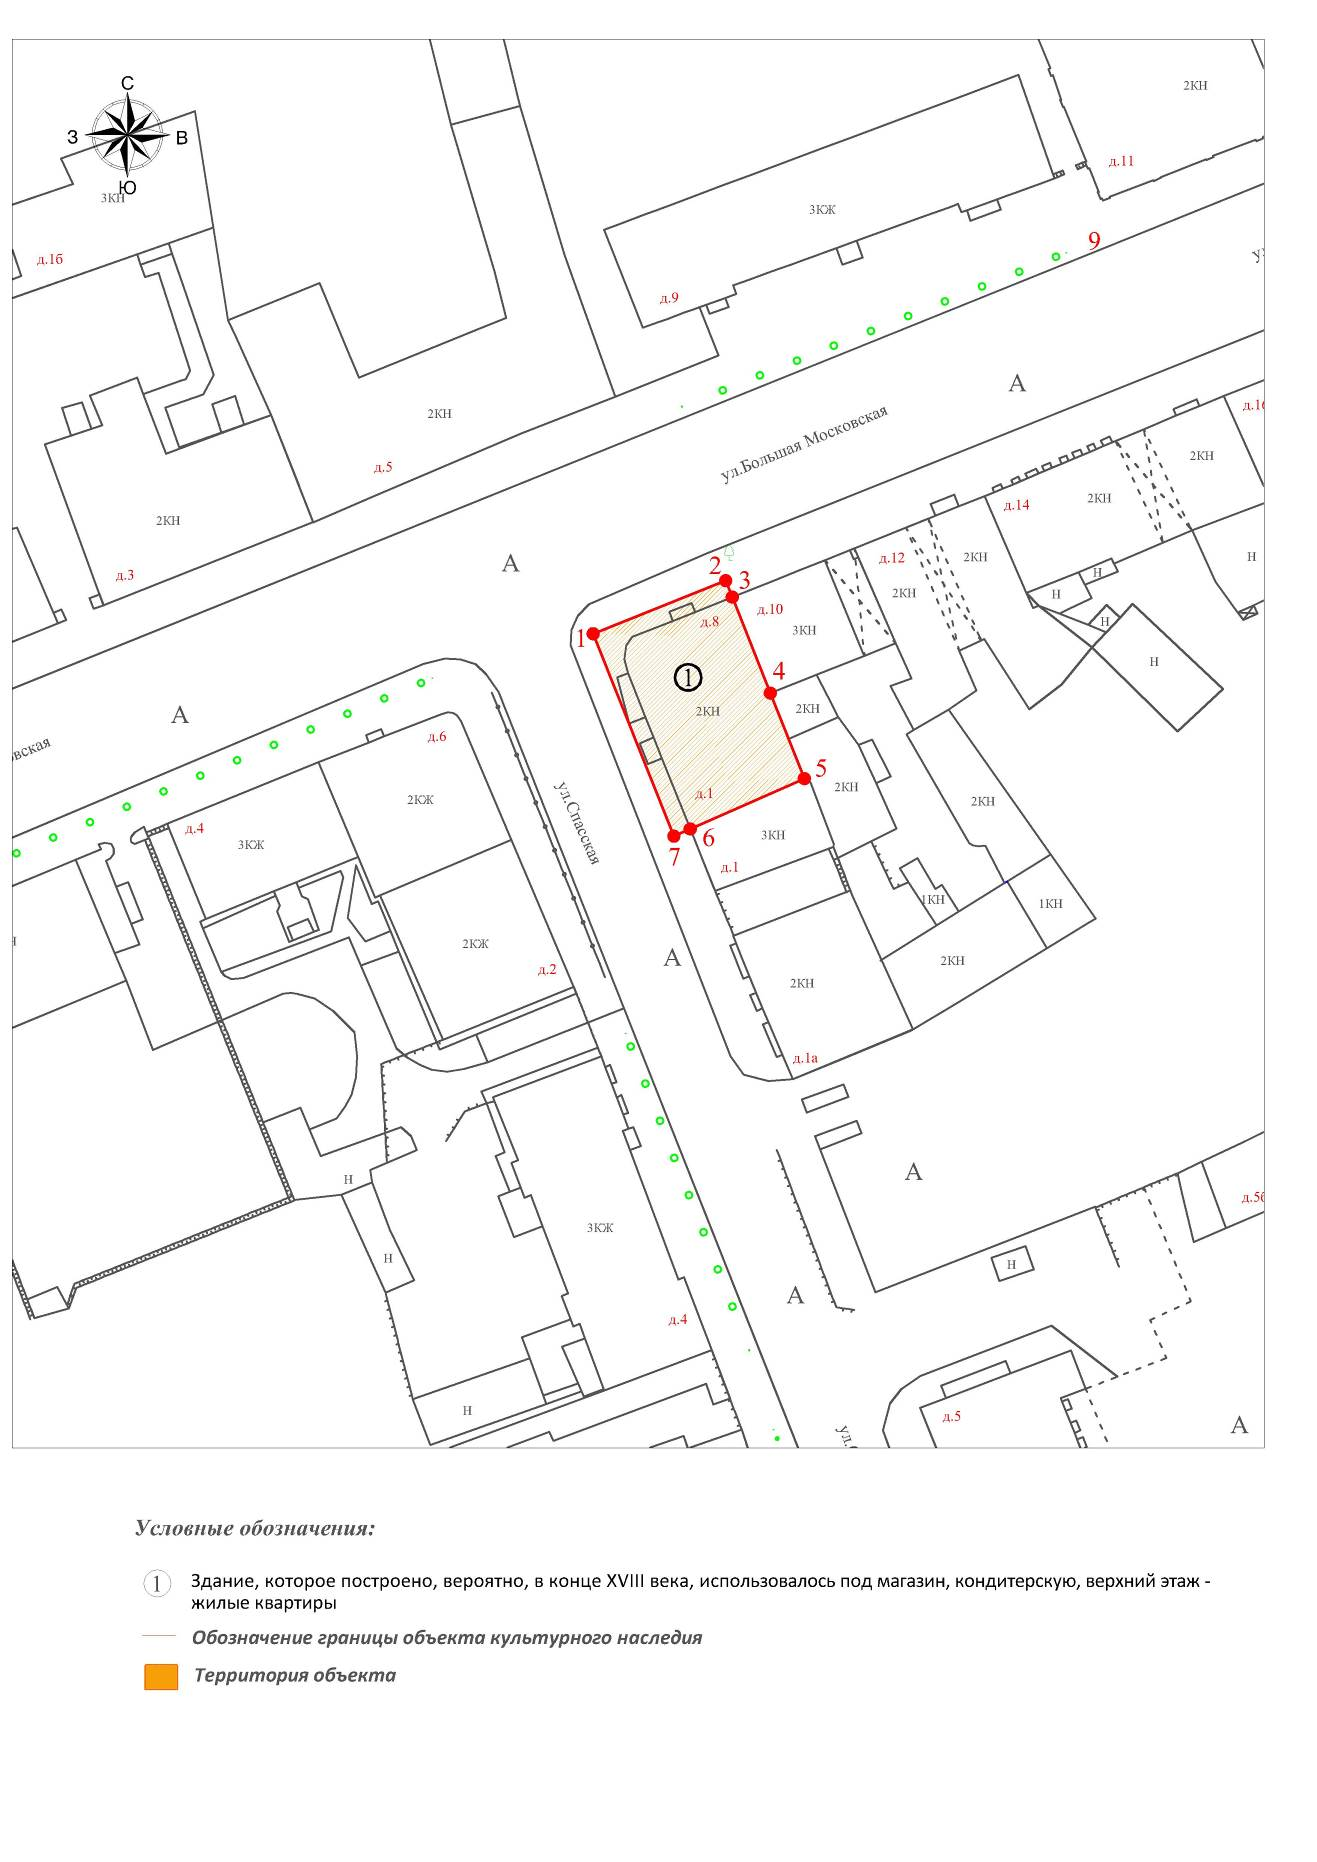 С
З В
Ю
3КН
д.1б
2КН
д.11
3КЖ
9
д.9
ул.Большая Московская
А
2КН
д.5
2КН
д.3
А
д.14
2КН
2КН
д.12
2КН
2КН
Н
Н
Н
Н
Н
2
3
д.10
д.8
1
3КН
1
4
2КН
2КН
д.1
5
2КН
6
7
3КН
д.1
2КН
А
вская
д.6
2КЖ
д.4
3КЖ
ул.Спасская
2КЖ
д.2
А
2КН
д.1а
1КН
1КН
2КН
А
Н
Н
3КЖ
д.4
Н
А
Н
д.5
А
Условные обозначения:
1 Здание, которое построено, вероятно, в конце XVIII века, использовалось под магазин, кондитерскую, верхний этаж -
жилые квартиры
Обозначение границы объекта культурного наследия
Территория объекта